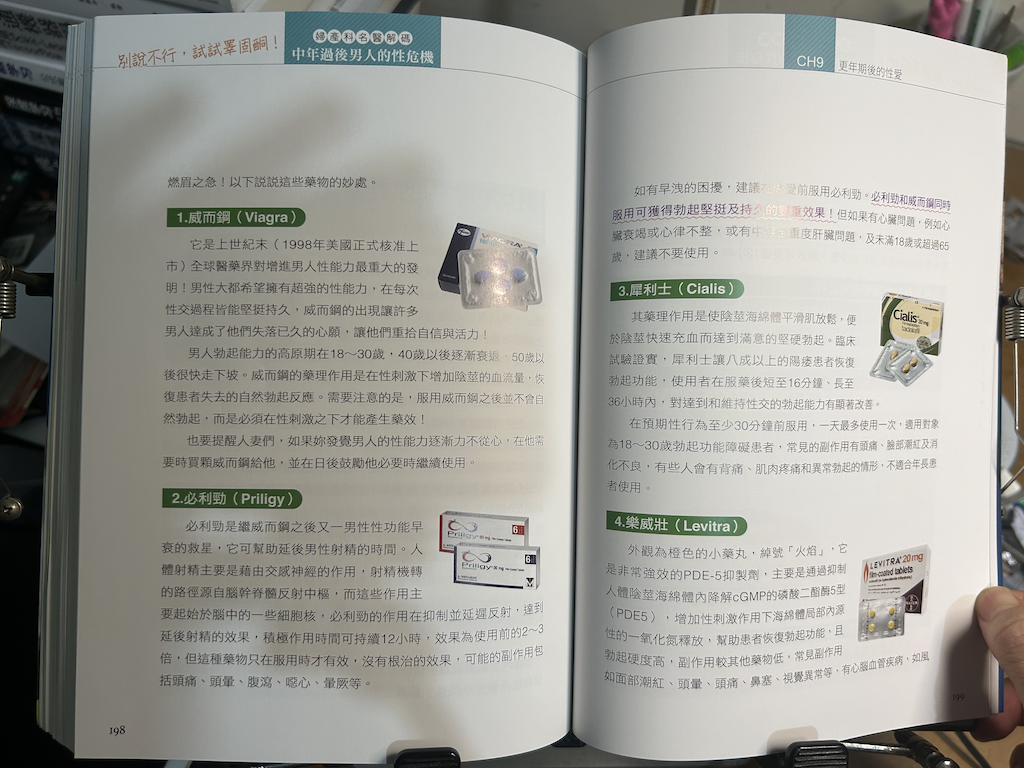 別說不行,試試睪固酮!
婦產科名醫解碼
中年過後男人的性危機
燃眉之急!以下說說這些藥物的妙處。
1.威而鋼(Viagra)
它是上世紀末(1998年美國正式核准上
市)全球醫藥界對增進男人性能力最重大的發
明!男性大都希望擁有超強的性能力,在每次
性交過程皆能堅挺持久,威而鋼的出現讓許多
男人達成了他們失落已久的心願,讓他們重拾自信與活力!
男人勃起能力的高原期在18~30歲,40歲以後逐漸衰退,50歲以
後很快走下坡。威而鋼的藥理作用是在性刺激下增加陰莖的血流量,恢
復患者失去的自然勃起反應。需要注意的是,服用威而鋼之後並不會自
然勃起,而是必須在性刺激之下才能產生藥效!
也要提醒人妻們,如果妳發覺男人的性能力逐漸力不從心,在他需
要時買顆威而鋼給他,並在日後鼓勵他必要時繼續使用。
2.必利勁(Priligy)
必利勁是繼威而鋼之後又一男性性功能早
衰的救星,它可幫助延後男性射精的時間。人
體射精主要是藉由交感神經的作用,射精機轉
的路徑源自腦幹脊髓反射中樞,而這些作用主
要起始於腦中的一些細胞核,必利勁的作用在抑制並延遲反射,達到
延後射精的效果,積極作用時間可持續12小時,效果為使用前的2~3
倍,但這種藥物只在服用時才有效,沒有根治的效果,可能的副作用包
括頭痛、頭暈、腹瀉、噁心、暈厥等。
Priligy
Priligy
198
CH9
更年期後的性愛
如有早洩的困擾,建議在性愛前服用必利勁。必利勁和威而鋼同時
服用可獲得勃起堅挺及持久的雙重效果!但如果有心臟問題,例如心
臟衰竭或心律不整,或有中度重度肝臟問題,及未滿18歲或超過65
歲,建議不要使用。
3.犀利士(Cialis)
其藥理作用是使陰莖海綿體平滑肌放鬆,便
於陰莖快速充血而達到滿意的堅硬勃起。臨床
試驗證實,犀利士讓八成以上的陽痿患者恢復
勃起功能,使用者在服藥後短至16分鐘、長至
36小時內,對達到和維持性交的勃起能力有顯著改善。
在預期性行為至少30分鐘前服用,一天最多使用一次,適用對象
為18~30歲勃起功能障礙患者,常見的副作用有頭痛、臉部潮紅及消
化不良,有些人會有背痛、肌肉疼痛和異常勃起的情形,不適合年長患
者使用。
Cialis
tadalafil
4.樂威壯(Levitra)
外觀為橙色的小藥丸,綽號「火焰」,它
是非常強效的PDE-5抑製劑,主要是通過抑制
人體陰莖海綿體內降解cGMP的磷酸二酯酶5型
(PDE5),增加性刺激作用下海綿體局部內源
性的一氧化氮釋放,幫助患者恢復勃起功能,且
勃起硬度高,副作用較其他藥物低,常見副作用
如面部潮紅、頭暈、頭痛、鼻塞、視覺異常等,有心腦血管疾病,如風
LEVITRA 20mg
film-coated tablets
199